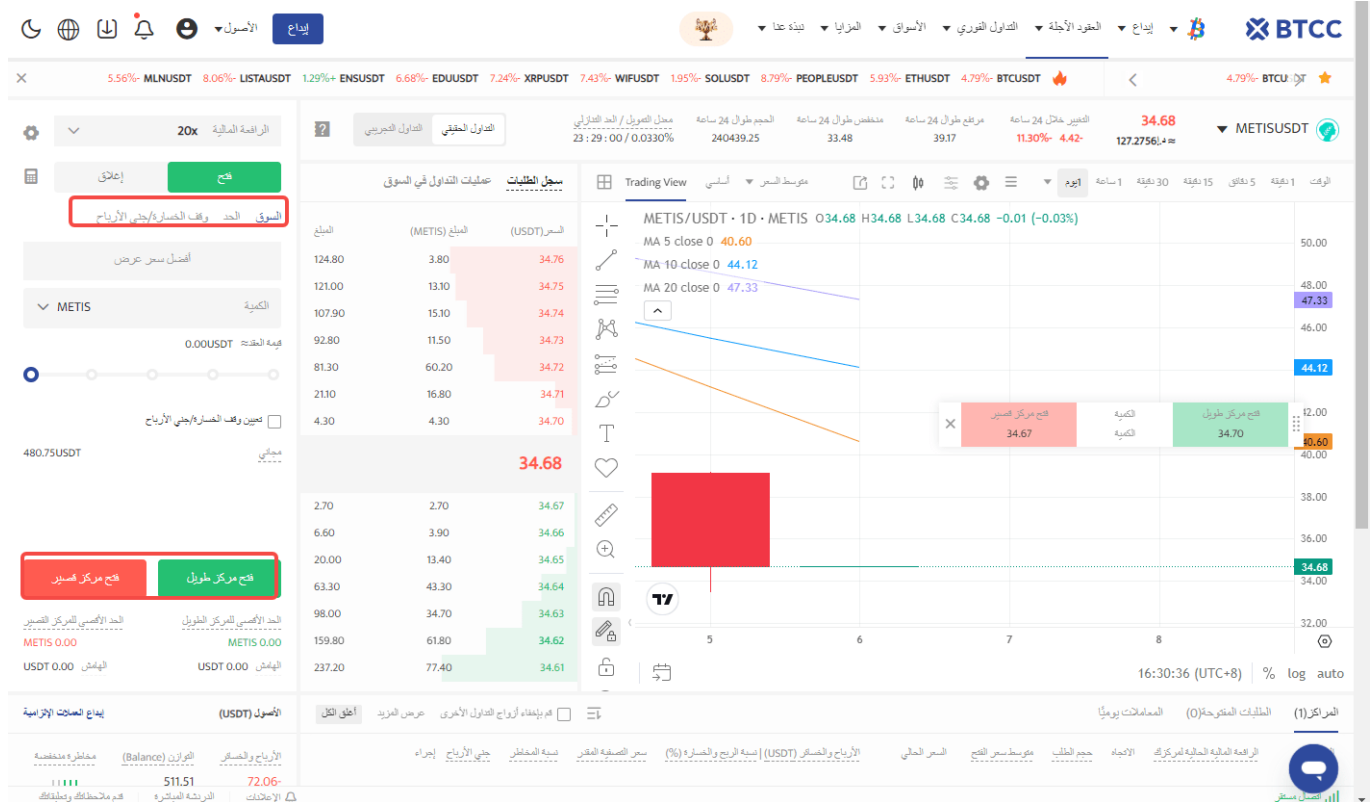 BTCC
إيداع
العقود الآجلة
التداول الفوري
الأسواق
المزايا
نبذة عنا
الأصول
إيداع
4.79%- BTCUSDT
4.79%- BTCUSDT
5.93%- ETHUSDT
8.79%- PEOPLEUSDT
1.95%- SOLUSDT
7.43%- WIFUSDT
7.24%- XRPUSDT
6.68%- EDUUSDT
1.29%+ ENSUSDT
8.06%- LISTAUSDT
5.56%- MLNUSDT
METISUSDT
34.68
≈د.إ127.2756
التغيير خلال 24 ساعة
11.30%- 4.42-
مرتفع طوال 24 ساعة
39.17
منخفض طوال 24 ساعة
33.48
الحجم طوال 24 ساعة
240439.25
معدل التمويل / العد التنازلي
23 : 29 : 00 / 0.0330%
التداول الحقيقي
التداول التجريبي
الرافعة المالية
20x
الوقت
1 دقيقة
5 دقائق
15 دقيقة
30 دقيقة
1 ساعة
1يوم
متوسط السعر
أساسي
Trading View
METIS/USDT · 1D · METIS O34.68 H34.68 L34.68 C34.68 −0.01 (−0.03%)
MA 5 close 0 40.60
MA 10 close 0 44.12
MA 20 close 0 47.33
50.00
48.00
47.33
46.00
44.12
42.00
40.60
40.00
38.00
36.00
34.68
34.00
32.00
فتح مركز طويل
34.70
الكمية
الكمية
فتح مركز قصير
34.67
5
6
7
8
16:30:36 (UTC+8)
%
log
auto
سجل الطلبات
عمليات التداول في السوق
السعر(USDT)
المبلغ (METIS)
المبلغ
34.76 3.80 124.80
34.75 13.10 121.00
34.74 15.10 107.90
34.73 11.50 92.80
34.72 60.20 81.30
34.71 16.80 21.10
34.70 4.30 4.30
34.68
34.67 2.70 2.70
34.66 3.90 6.60
34.65 13.40 20.00
34.64 43.30 63.30
34.63 34.70 98.00
34.62 61.80 159.80
34.61 77.40 237.20
فتح
إغلاق
السوق
الحد
وقف الخسارة/جني الأرباح
أفضل سعر عرض
الكمية
METIS
قيمة العقد≈ 0.00USDT
تعيين وقف الخسارة/جني الأرباح
مجاني
480.75USDT
فتح مركز طويل
فتح مركز قصير
الحد الأقصى للمركز الطويل
الحد الأقصى للمركز القصير
METIS 0.00
METIS 0.00
الهامش USDT 0.00
الهامش USDT 0.00
المراكز(1)
الطلبات المفتوحة(0)
المعاملات يوميًا
قم بإخفاء أزواج التداول الأخرى
عرض المزيد
أغلق الكل
الأصول (USDT)
إيداع العملات الإلزامية
الرافعة المالية الحالية لمركزك
الاتجاه
حجم الطلب
متوسط سعر الفتح
السعر الحالي
الأرباح والخسائر (USDT) | نسبة الربح والخسارة (%)
سعر التصفية المقدر
نسبة المخاطر
جني الأرباح
إجراء
الأرباح والخسائر
التوازن (Balance)
مخاطرة منخفضة
72.06-
511.51
اتصال مستقر
الإعلانات
الدردشة المباشرة
قدم ملاحظاتك وتعليقاتك